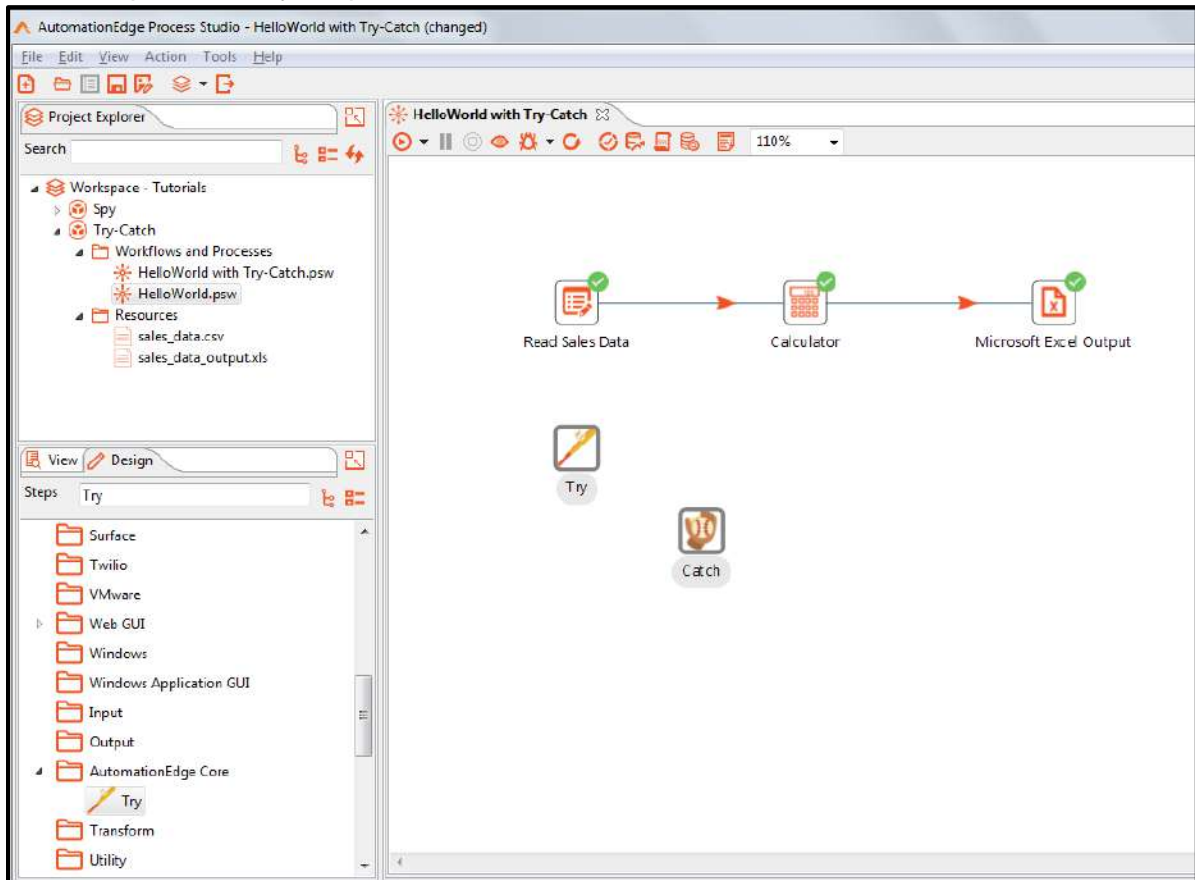 AutomationEdge Process Studio - HelloWorld with Try-Catch (changed)
File Edit View Action Tools Help
Project Explorer
Search
Workspace - Tutorials
Spy
Try-Catch
Workflows and Processes
HelloWorld with Try-Catch.psw
HelloWorld.psw
Resources
sales_data.csv
sales_data_output.xls
View Design
Steps Try
Surface
Twilio
VMware
Web GUI
Windows
Windows Application GUI
Input
Output
AutomationEdge Core
Try
Transform
Utility
HelloWorld with Try-Catch
110%
Read Sales Data Calculator Microsoft Excel Output
Try
Catch